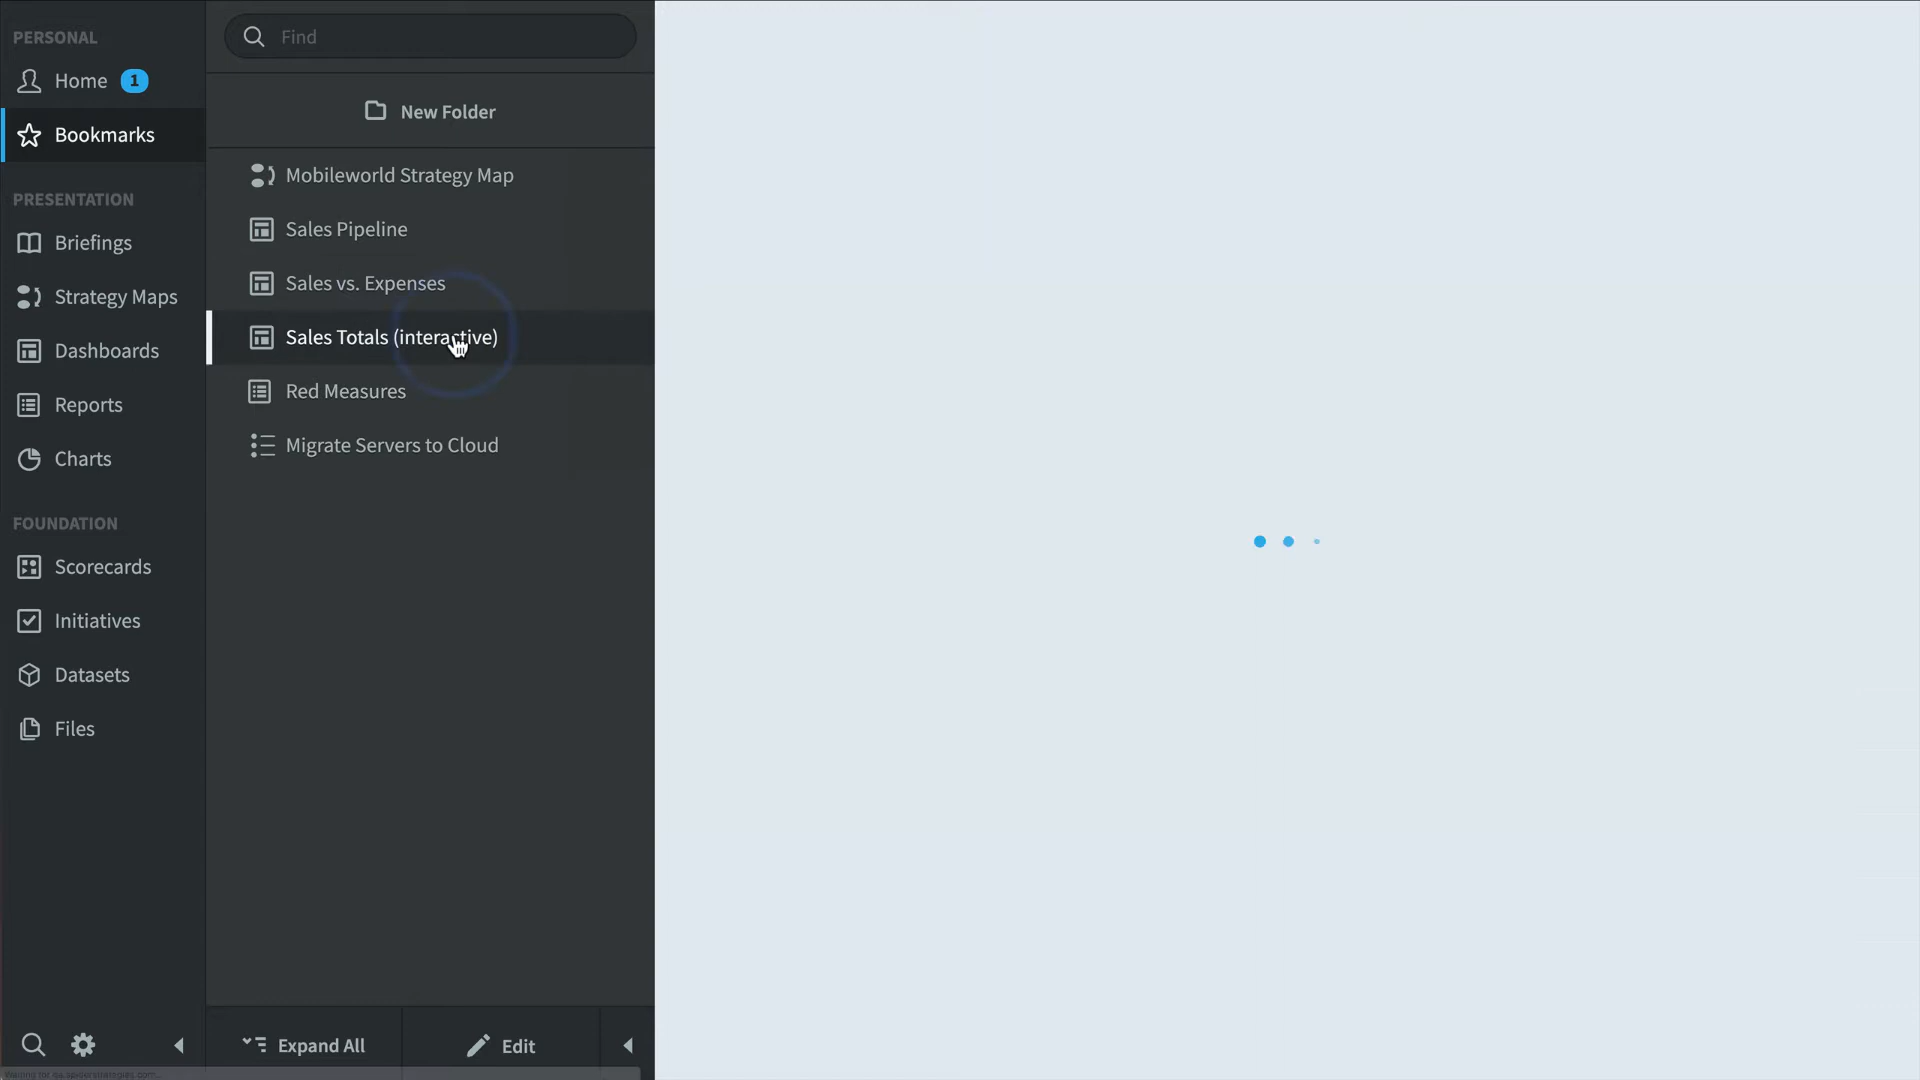 PERSONAL
Home 1
Bookmarks
PRESENTATION
Briefings
Strategy Maps
Dashboards
Reports
Charts
FOUNDATION
Scorecards
Initiatives
Datasets
Files
Find
New Folder
Mobileworld Strategy Map
Sales Pipeline
Sales vs. Expenses
Sales Totals (interactive)
Red Measures
Migrate Servers to Cloud
Expand All
Edit